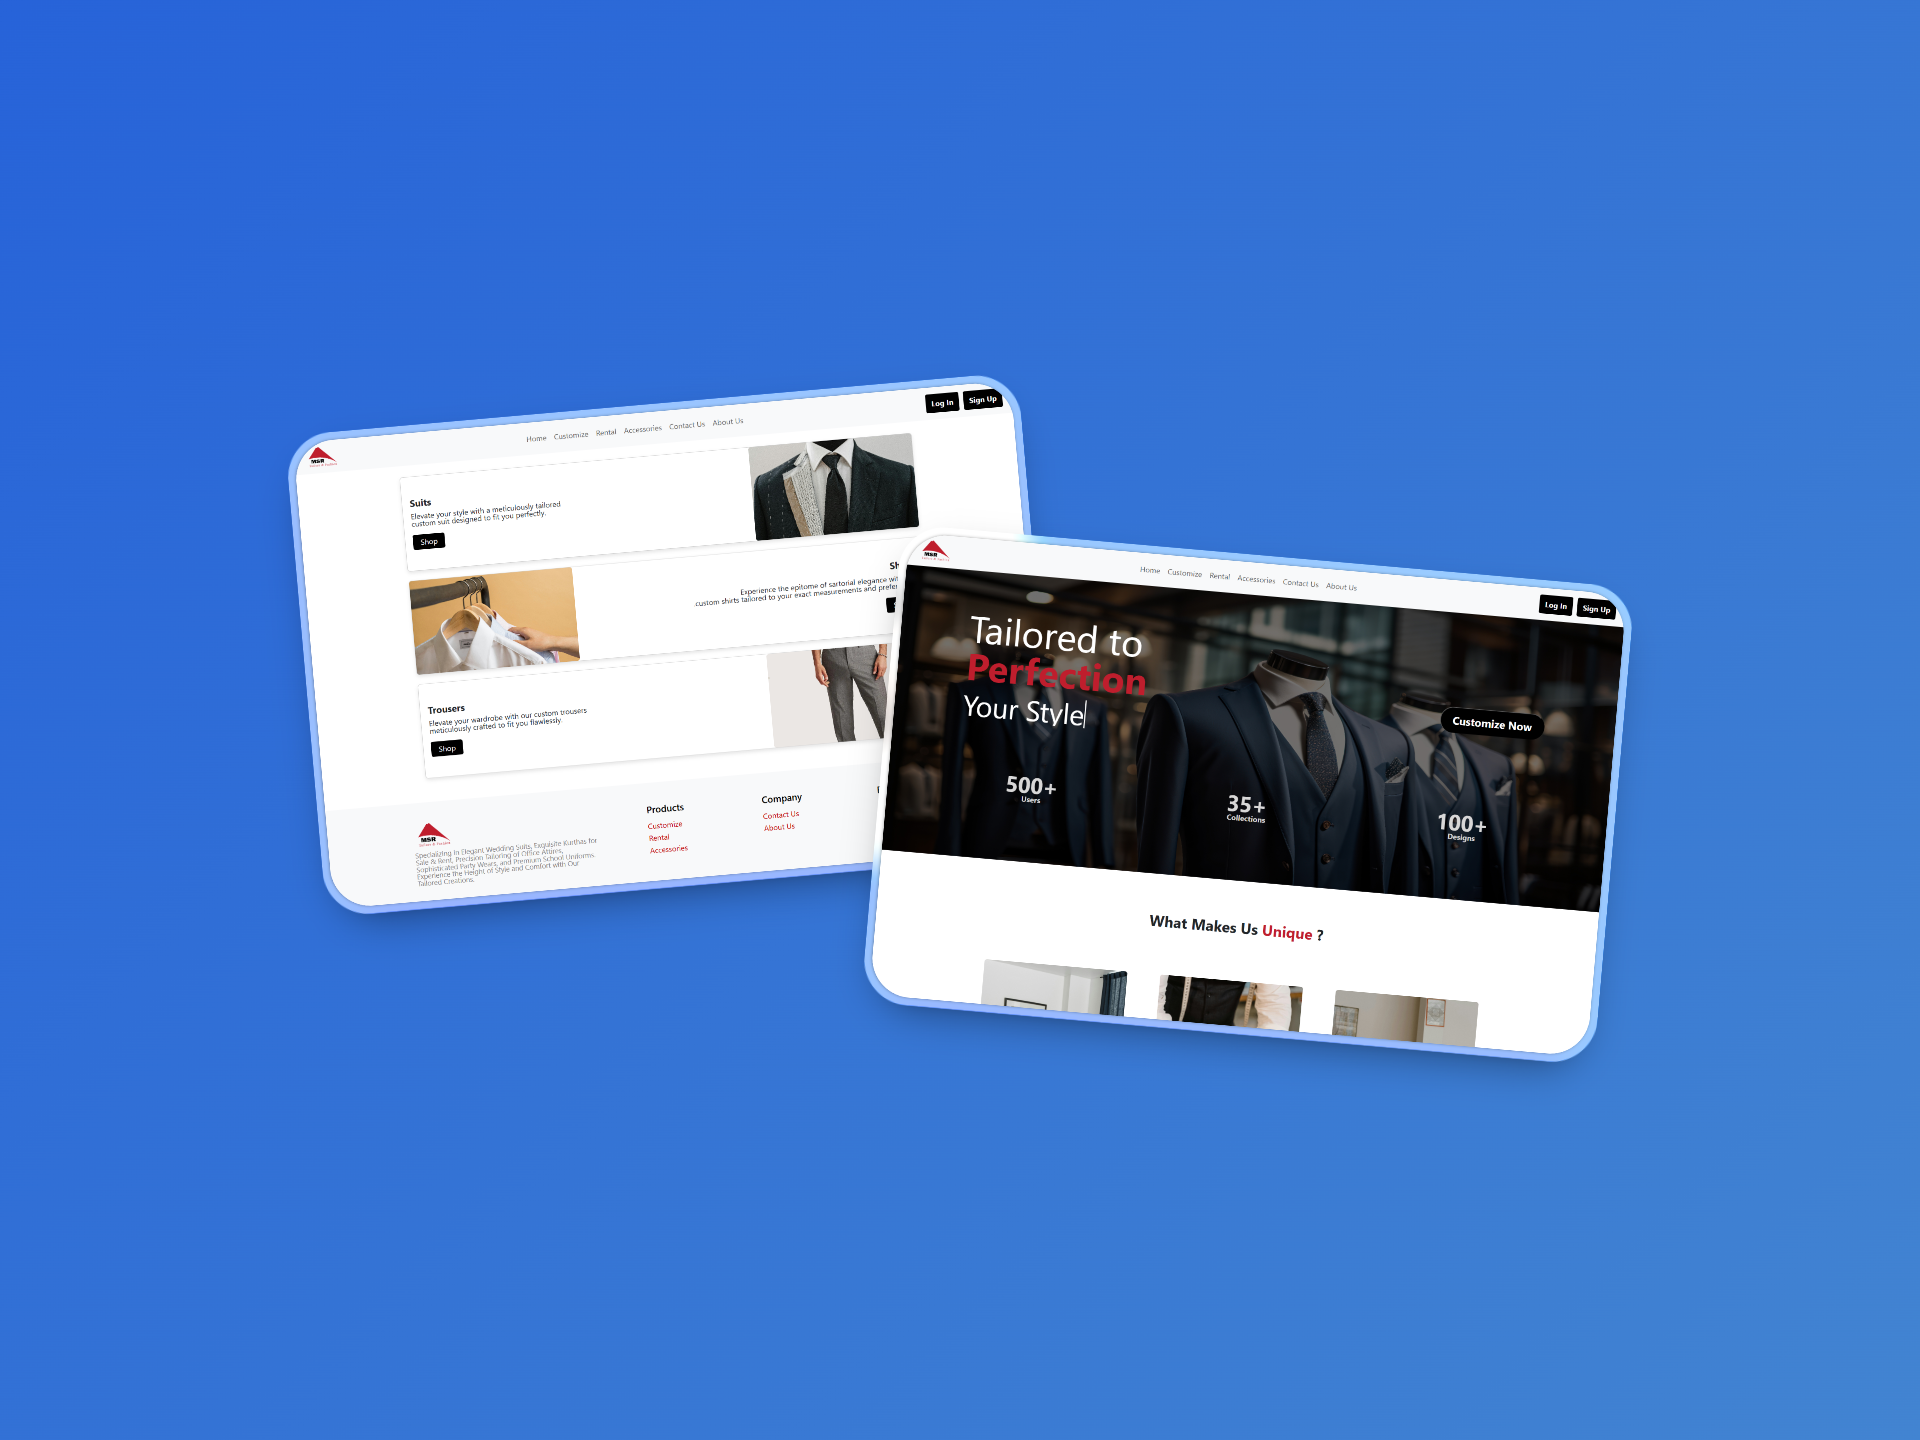 MSR
Home Customize Rental Accessories Contact Us About Us
Log In Sign Up
Suits
Elevate your style with a meticulously tailored
custom suit designed to fit you perfectly.
Shop
Experience the epitome of sartorial elegance
custom shirts tailored to your exact measurements and
Trousers
Elevate your wardrobe with our custom trousers
meticulously crafted to fit you flawlessly.
Shop
MSR
Specializing in Elegant Wedding Suits, Exquisite Kurthas for
Sale & Rent, Precision Tailoring of Office Attires,
Sophisticated Party Wears, and Premium School Uniforms.
Experience the Height of Style and Comfort with Our
Tailored Creations.
Products
Customize
Rental
Accessories
Company
Contact Us
About Us
MSR
Home Customize Rental Accessories Contact Us About Us
Log In Sign Up
Tailored to
Perfection
Your Style
Customize Now
500+
Users
35+
Collections
100+
Designs
What Makes Us Unique ?